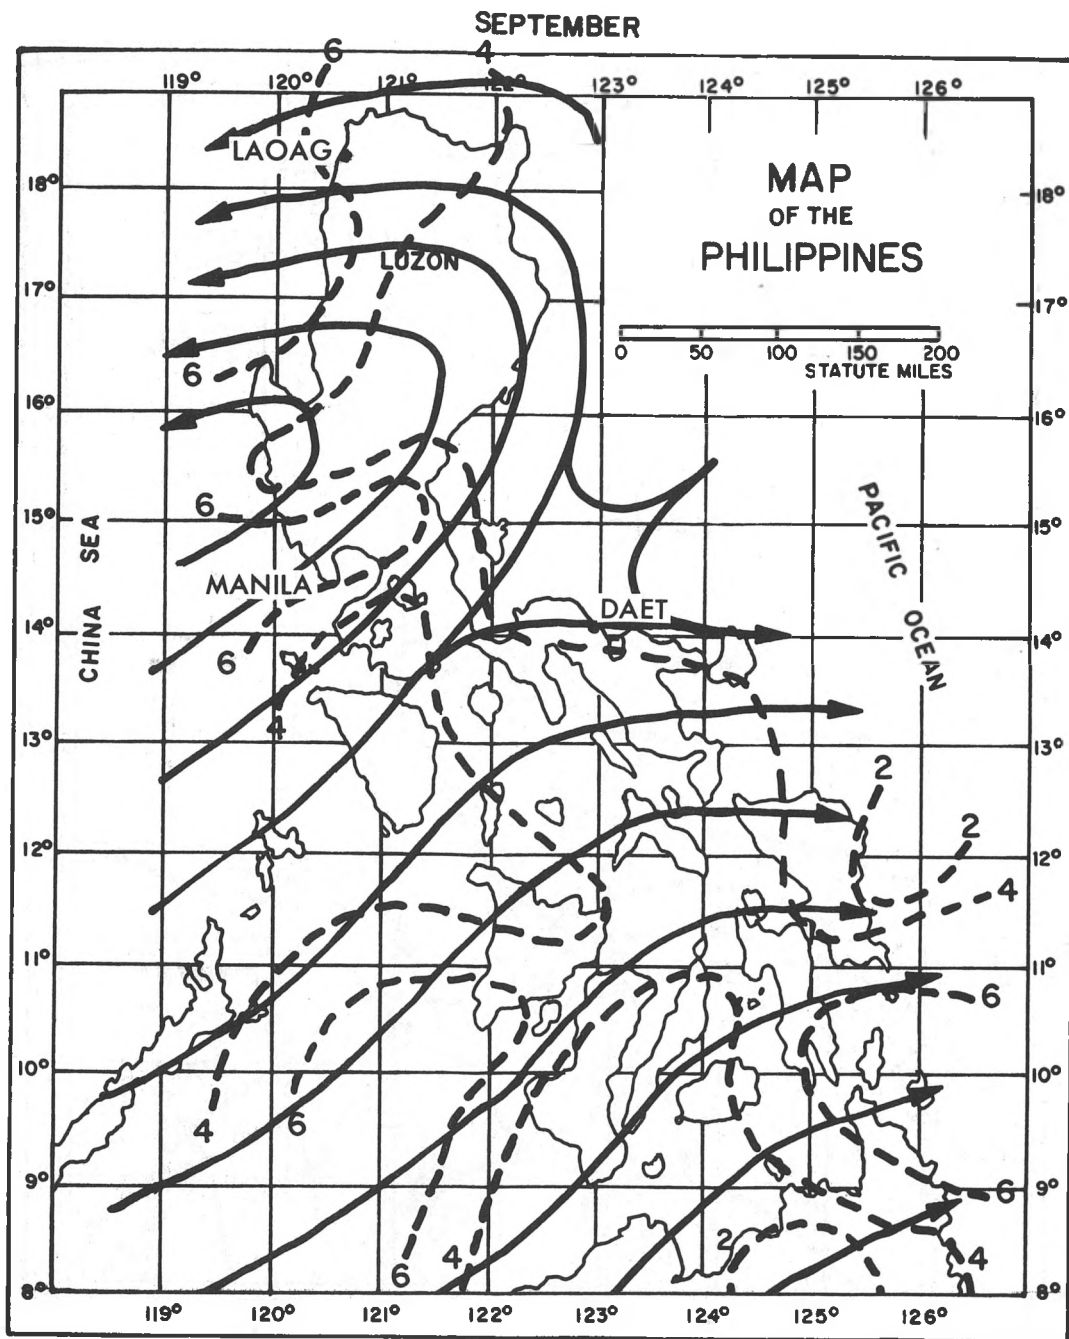 SEPTEMBER
6 4
119° 120° 121° 122° 123° 124° 125° 126°
LAOAG
MAP
OF THE
PHILIPPINES
18° 18°
LUZON
17° 17°
0 50 100 150 200
STATUTE MILES
6
16° 16°
6
15° 15°
PACIFIC OCEAN
CHINA SEA
MANILA
DAET
14° 14°
6
4
13° 13°
2
2
12° 12°
4
11° 11°
6
10° 10°
4 6
9° 6 9°
2
6 4 4
8° 8°
119° 120° 121° 122° 123° 124° 125° 126°